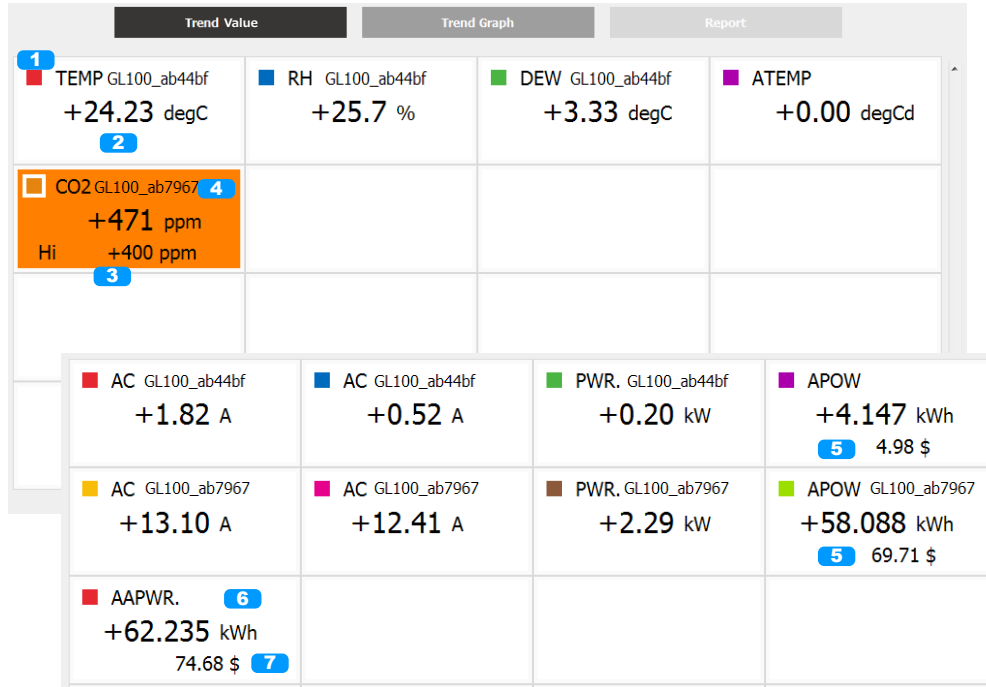 Trend Value Trend Graph Report
1
TEMP GL100_ab44bf RH GL100_ab44bf DEW GL100_ab44bf ATEMP
+24.23 degC +25.7 % +3.33 degC +0.00 degCd
2
CO2 GL100_ab7967 4
+471 ppm
Hi +400 ppm
3
AC GL100_ab44bf AC GL100_ab44bf PWR. GL100_ab44bf APOW
+1.82 A +0.52 A +0.20 kW +4.147 kWh
5 4.98 $
AC GL100_ab7967 AC GL100_ab7967 PWR. GL100_ab7967 APOW GL100_ab7967
+13.10 A +12.41 A +2.29 kW +58.088 kWh
5 69.71 $
AAPWR. 6
+62.235 kWh
74.68 $ 7